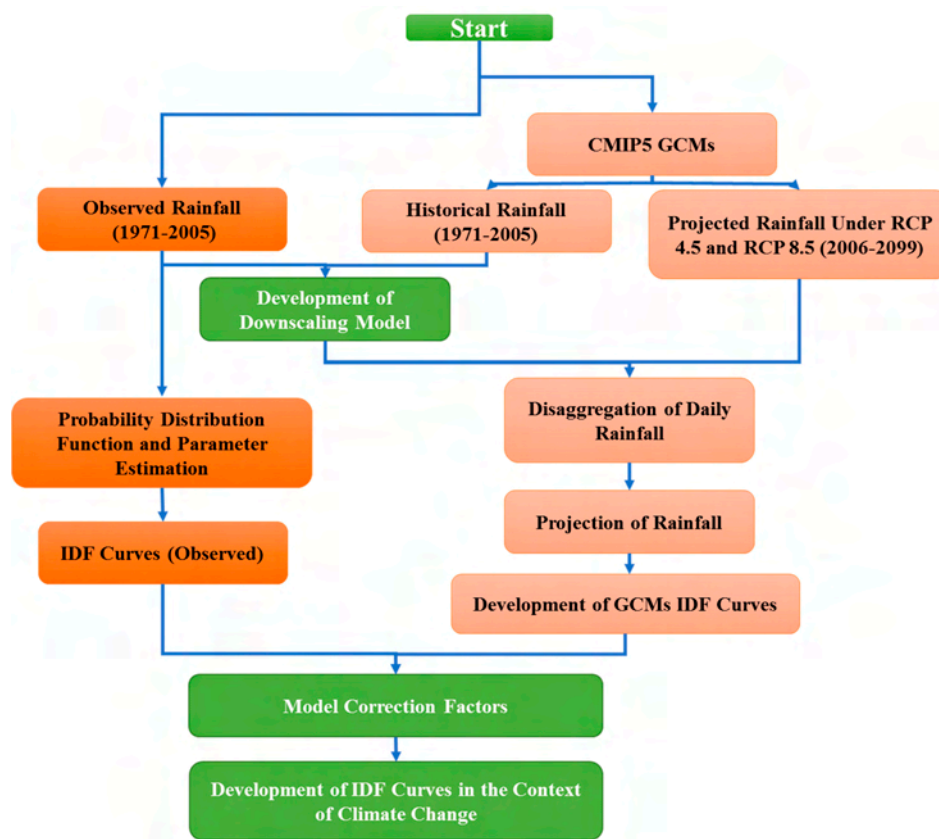 Start
CMIP5 GCMs
Observed Rainfall
(1971-2005)
Historical Rainfall
(1971-2005)
Projected Rainfall Under RCP
4.5 and RCP 8.5 (2006-2099)
Development of
Downscaling Model
Probability Distribution
Function and Parameter
Estimation
Disaggregation of Daily
Rainfall
Projection of Rainfall
IDF Curves (Observed)
Development of GCMs IDF Curves
Model Correction Factors
Development of IDF Curves in the Context
of Climate Change